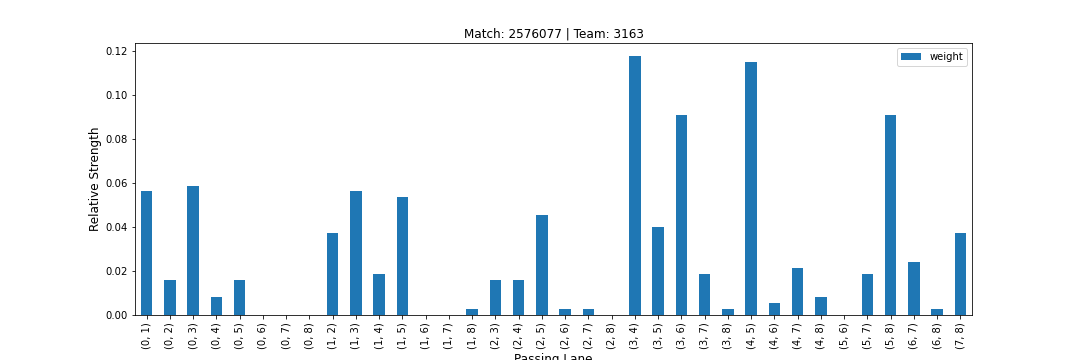 Match: 2576077 | Team: 3163
weight
Relative Strength
0.12
0.10
0.08
0.06
0.04
0.02
0.00
(0, 1) (0, 2) (0, 3) (0, 4) (0, 5) (0, 6) (0, 7) (0, 8) (1, 2) (1, 3) (1, 4) (1, 5) (1, 6) (1, 7) (1, 8) (2, 3) (2, 4) (2, 5) (2, 6) (2, 7) (2, 8) (3, 4) (3, 5) (3, 6) (3, 7) (3, 8) (4, 5) (4, 6) (4, 7) (4, 8) (5, 6) (5, 7) (5, 8) (6, 7) (6, 8) (7, 8)
Passing Lane